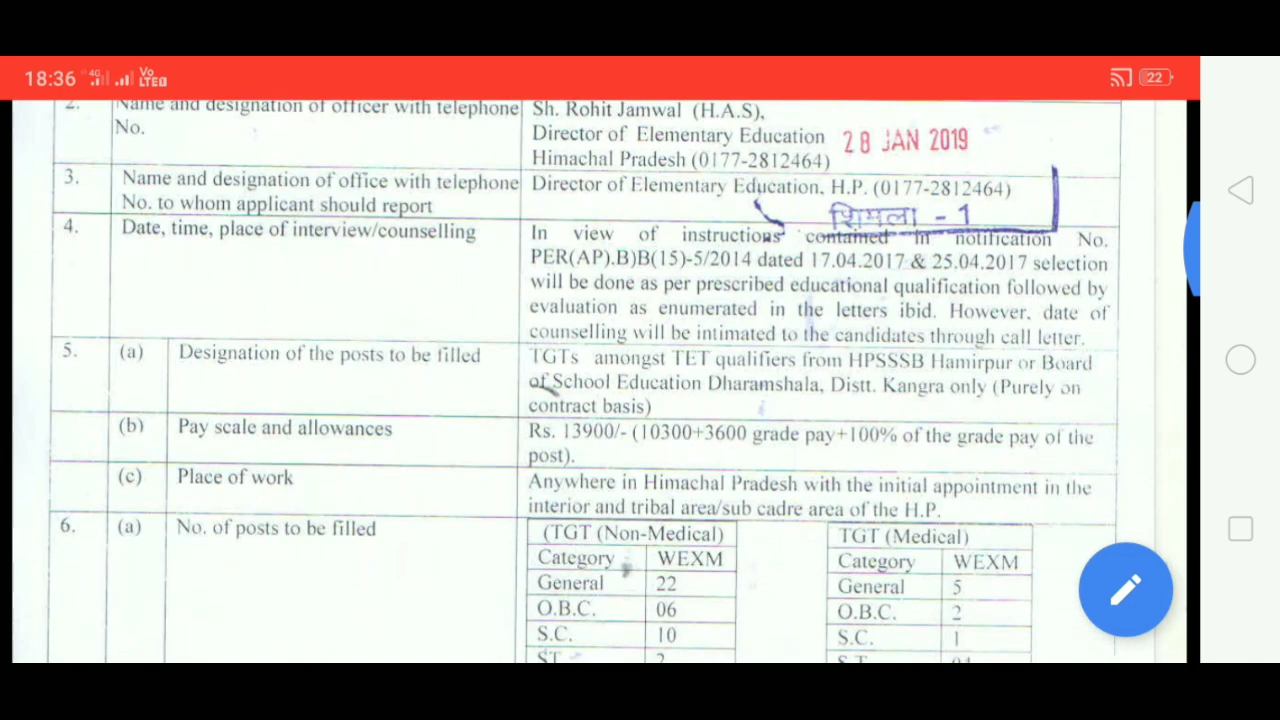 18:36 4G Vo LTE 22
2. Name and designation of officer with telephone No. Sh. Rohit Jamwal (H.A.S),
Director of Elementary Education
Himachal Pradesh (0177-2812464)
28 JAN 2019
3. Name and designation of office with telephone No. to whom applicant should report
Director of Elementary Education, H.P. (0177-2812464)
शिमला - 1
4. Date, time, place of interview/counselling
In view of instructions contained in notification No.
PER(AP).B)B(15)-5/2014 dated 17.04.2017 & 25.04.2017 selection
will be done as per prescribed educational qualification followed by
evaluation as enumerated in the letters ibid. However, date of
counselling will be intimated to the candidates through call letter.
5. (a) Designation of the posts to be filled
TGTs amongst TET qualifiers from HPSSSB Hamirpur or Board
of School Education Dharamshala, Distt. Kangra only (Purely on
contract basis)
(b) Pay scale and allowances
Rs. 13900/- (10300+3600 grade pay+100% of the grade pay of the
post).
(c) Place of work
Anywhere in Himachal Pradesh with the initial appointment in the
interior and tribal area/sub cadre area of the H.P.
6. (a) No. of posts to be filled
(TGT (Non-Medical)
Category WEXM
General 22
O.B.C. 06
S.C. 10
ST 2
TGT (Medical)
Category WEXM
General 5
O.B.C. 2
S.C. 1
S.T. 04